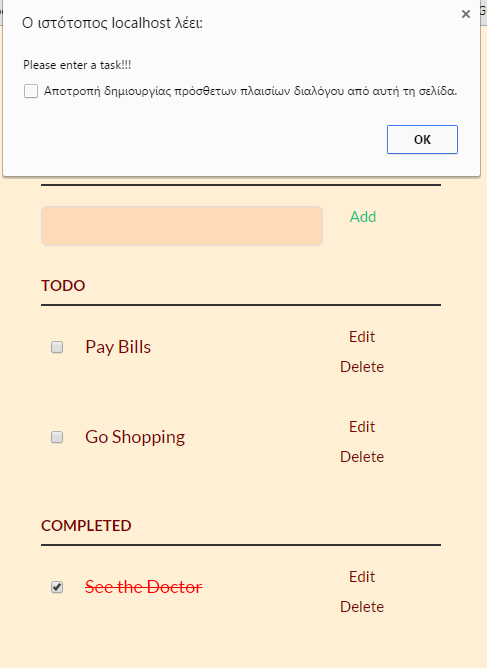 Ο ιστότοπος localhost λέει:
Please enter a task!!!
Αποτροπή δημιουργίας πρόσθετων πλαισίων διαλόγου από αυτή τη σελίδα.
OK
Add
TODO
Pay Bills
Edit
Delete
Go Shopping
Edit
Delete
COMPLETED
See the Doctor
Edit
Delete